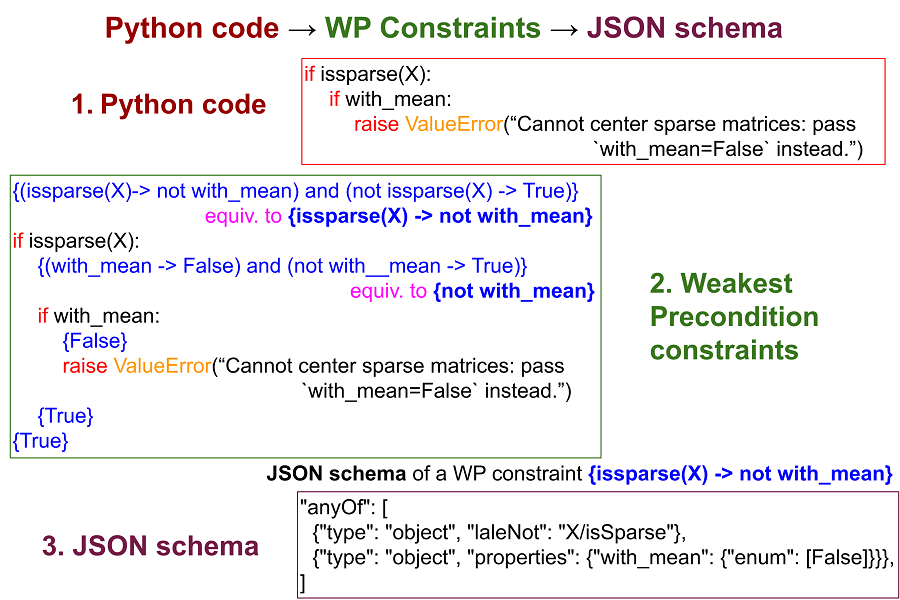 Python code → WP Constraints → JSON schema
1. Python code
if issparse(X):
if with_mean:
raise ValueError(“Cannot center sparse matrices: pass
`with_mean=False` instead.”)
{(issparse(X)-> not with_mean) and (not issparse(X) -> True)}
equiv. to {issparse(X) -> not with_mean}
if issparse(X):
{(with_mean -> False) and (not with__mean -> True)}
equiv. to {not with_mean}
if with_mean:
{False}
raise ValueError(“Cannot center sparse matrices: pass
`with_mean=False` instead.”)
{True}
{True}
2. Weakest
Precondition
constraints
JSON schema of a WP constraint {issparse(X) -> not with_mean}
3. JSON schema
"anyOf": [
{"type": "object", "laleNot": "X/isSparse"},
{"type": "object", "properties": {"with_mean": {"enum": [False]}}},
]